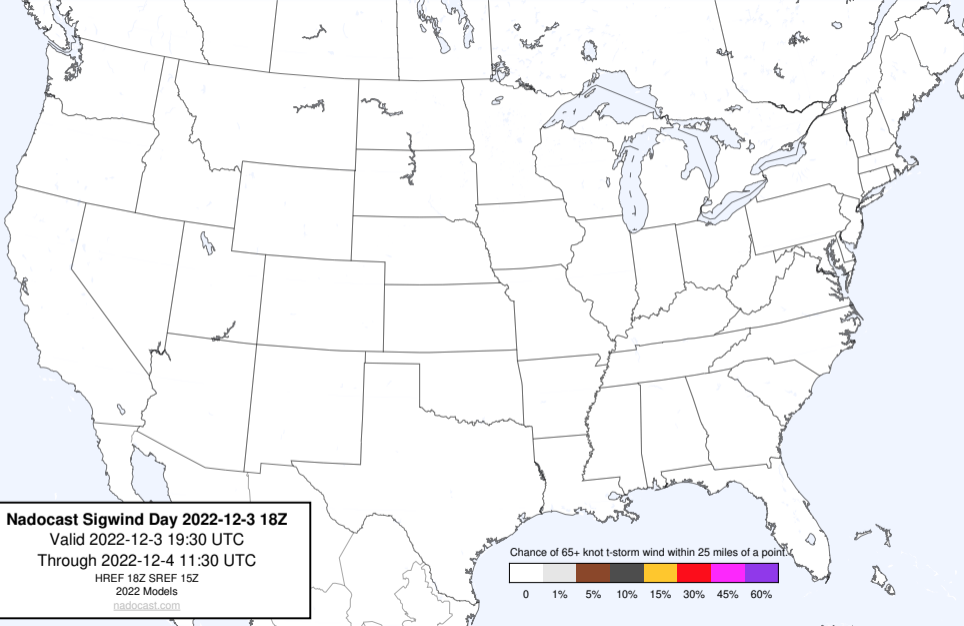 Nadocast Sigwind Day 2022-12-3 18Z
Valid 2022-12-3 19:30 UTC
Through 2022-12-4 11:30 UTC
HREF 18Z SREF 15Z
2022 Models
nadocast.com
Chance of 65+ knot t-storm wind within 25 miles of a point.
0 1% 5% 10% 15% 30% 45% 60%